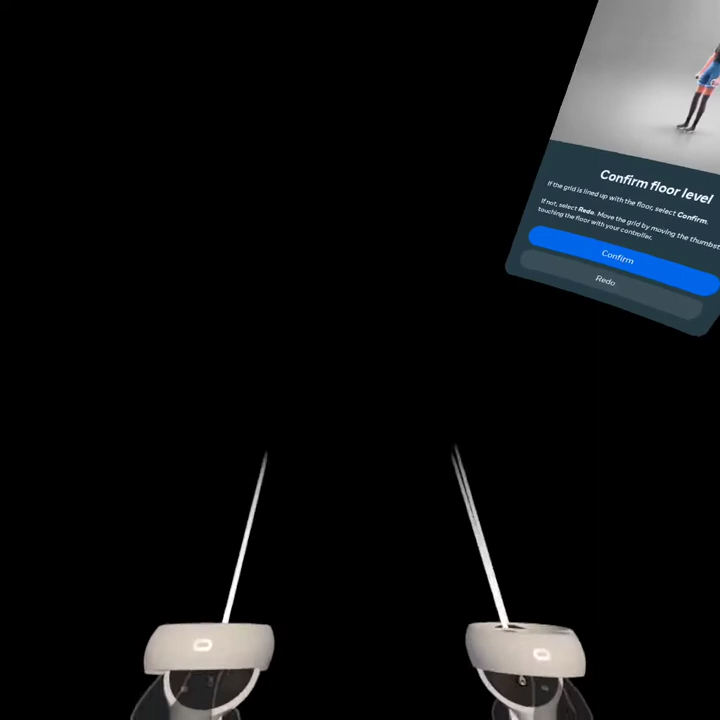 Confirm floor level
If the grid is lined up with the floor, select Confirm.
If not, select Redo. Move the grid by moving the
touching the floor with your controller.
Confirm
Redo